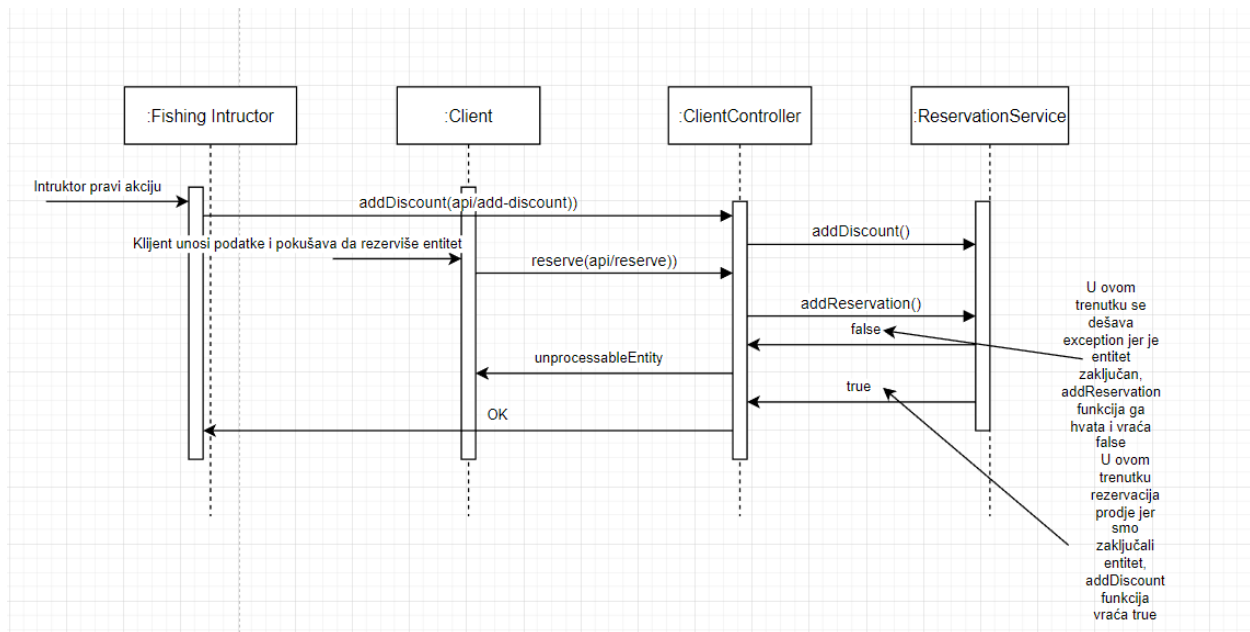 :Fishing Intructor
:Client
:ClientController
:ReservationService
Intruktor pravi akciju
addDiscount(api/add-discount))
addDiscount()
Klijent unosi podatke i pokušava da rezerviše entitet
reserve(api/reserve))
addReservation()
false
unprocessableEntity
true
OK
U ovom
trenutku se
dešava
exception jer je
entitet
zaključan,
addReservation
funkcija ga
hvata i vraća
false
U ovom
trenutku
rezervacija
prodje jer
smo
zaključali
entitet,
addDiscount
funkcija
vraća true